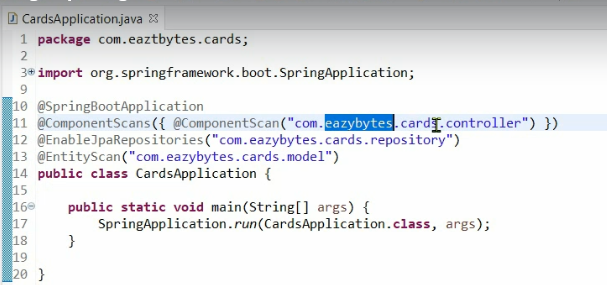 CardsApplication.java
1 package com.eaztbytes.cards;
2
3 import org.springframework.boot.SpringApplication;
9
10 @SpringBootApplication
11 @ComponentScans({ @ComponentScan("com.eazybytes.cards.controller") })
12 @EnableJpaRepositories("com.eazybytes.cards.repository")
13 @EntityScan("com.eazybytes.cards.model")
14 public class CardsApplication {
15
16 public static void main(String[] args) {
17 SpringApplication.run(CardsApplication.class, args);
18 }
19
20 }